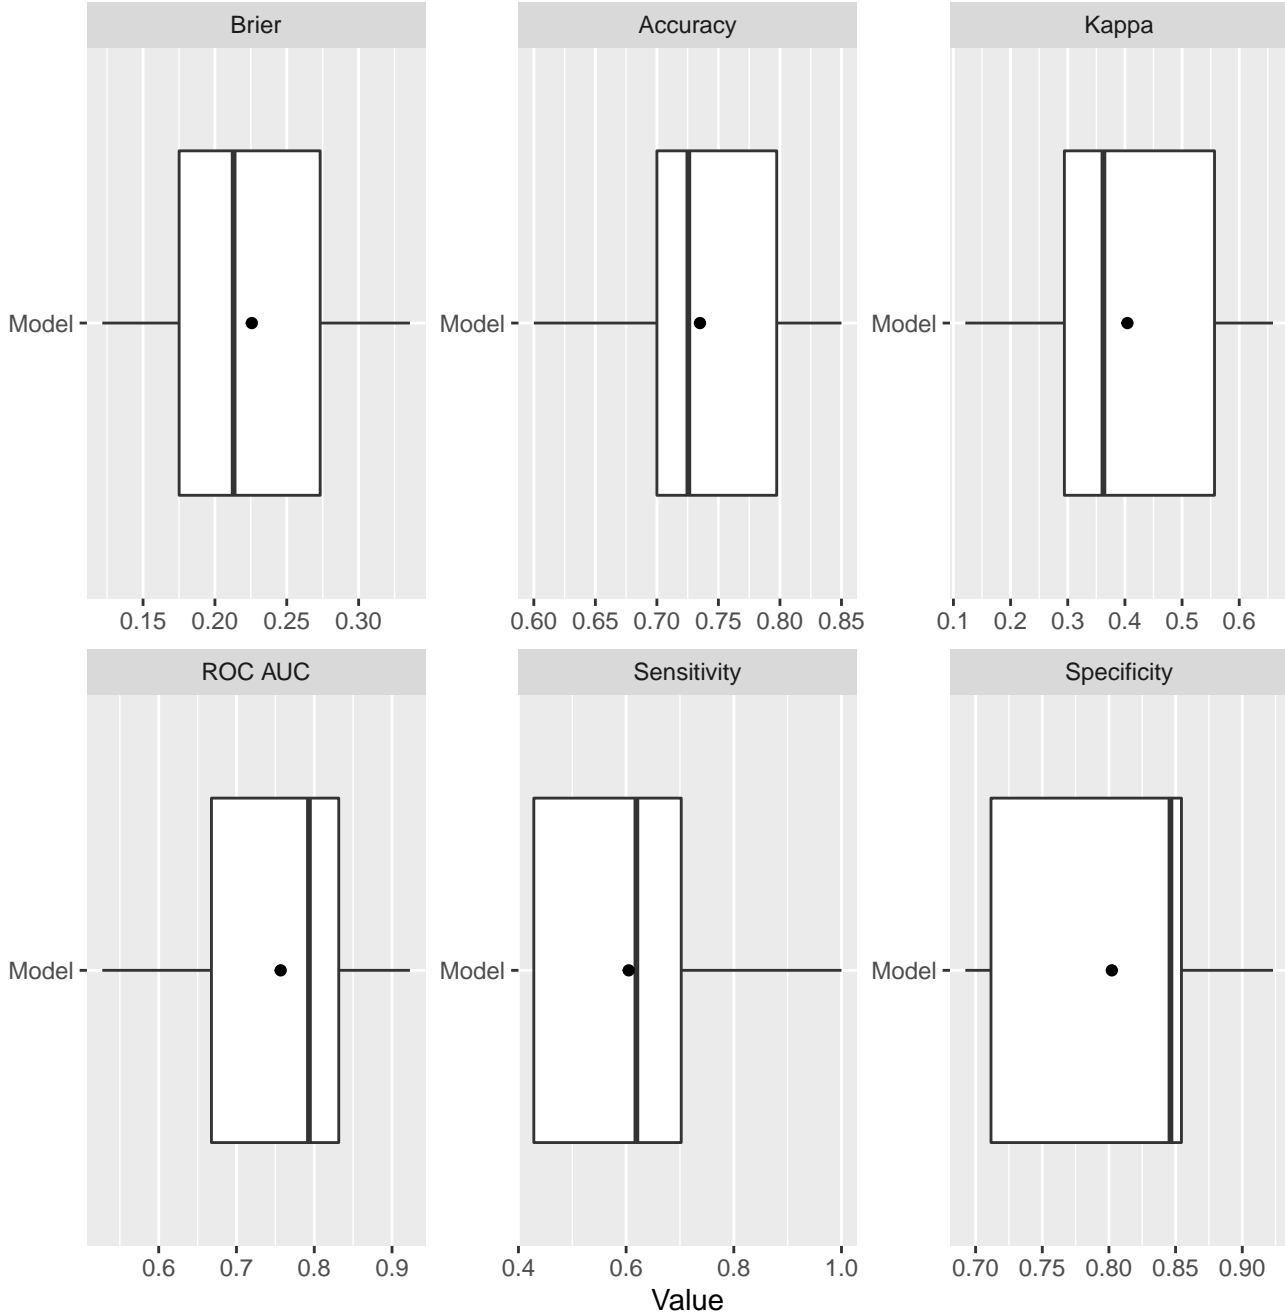 Brier Accuracy Kappa
Model Model Model
0.15 0.20 0.25 0.30 0.60 0.65 0.70 0.75 0.80 0.85 0.1 0.2 0.3 0.4 0.5 0.6
ROC AUC Sensitivity Specificity
Model Model Model
0.6 0.7 0.8 0.9 0.4 0.6 0.8 1.0 0.70 0.75 0.80 0.85 0.90
Value